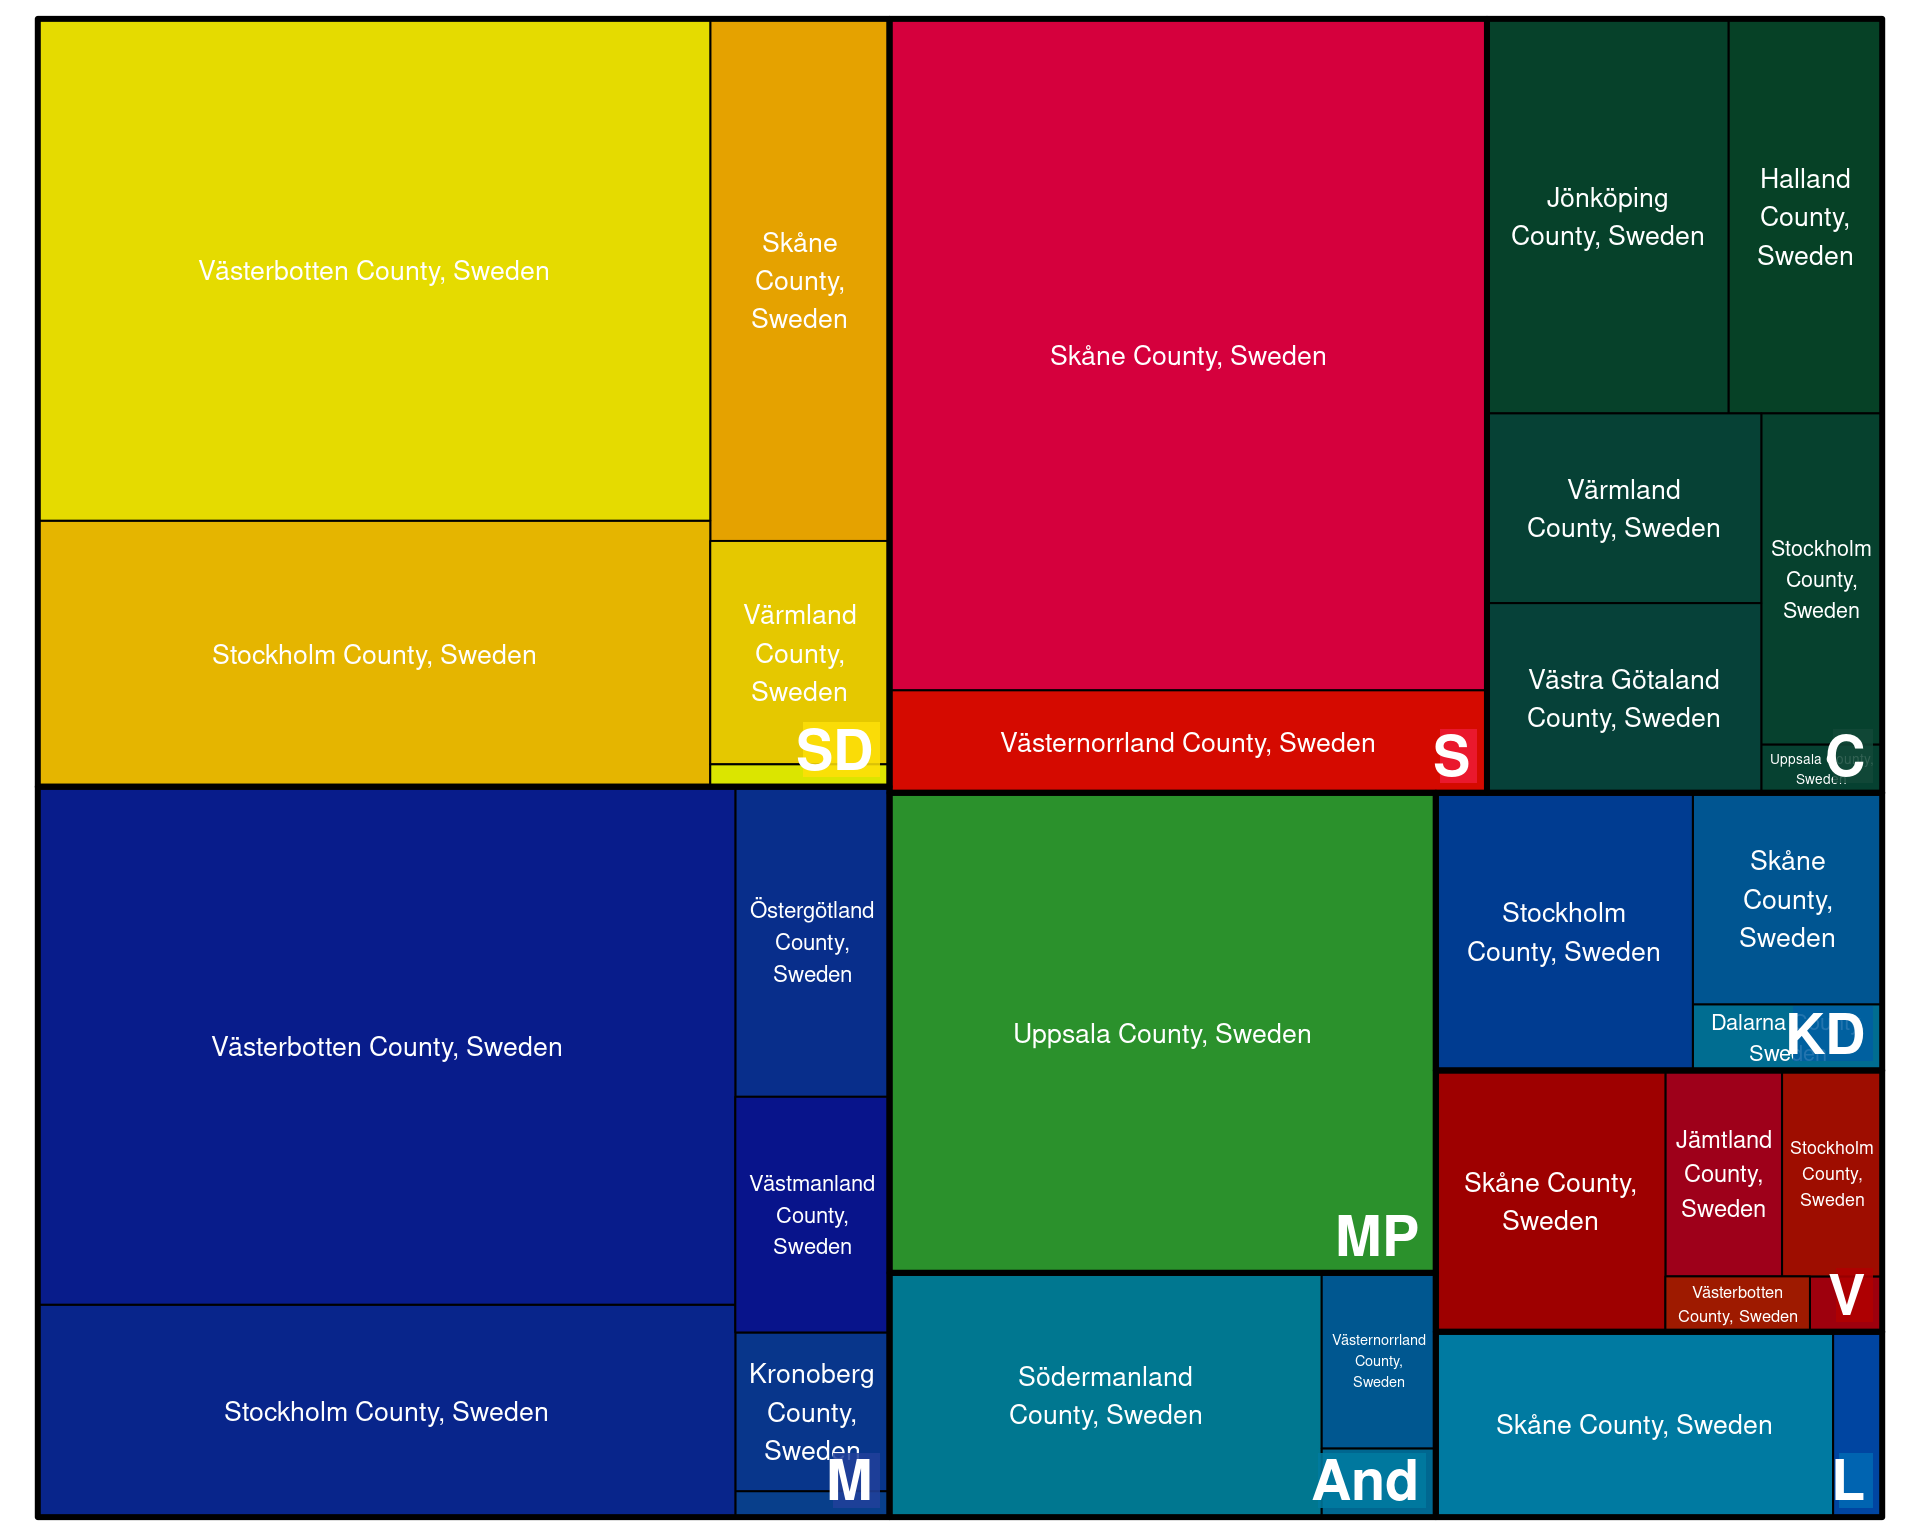 Västerbotten County, Sweden
Skåne
County,
Sweden
Stockholm County, Sweden
Värmland
County,
Sweden
SD
Skåne County, Sweden
Västernorrland County, Sweden
S
Jönköping
County, Sweden
Halland
County,
Sweden
Värmland
County, Sweden
Stockholm
County,
Sweden
Västra Götaland
County, Sweden
Uppsala County,
Sweden
C
Västerbotten County, Sweden
Östergötland
County,
Sweden
Västmanland
County,
Sweden
Stockholm County, Sweden
Kronoberg
County,
Sweden
M
Uppsala County, Sweden
MP
Södermanland
County, Sweden
Västernorrland
County,
Sweden
And
Stockholm
County, Sweden
Skåne
County,
Sweden
Dalarna County,
Sweden
KD
Skåne County,
Sweden
Jämtland
County,
Sweden
Stockholm
County,
Sweden
Västerbotten
County, Sweden
V
Skåne County, Sweden
L